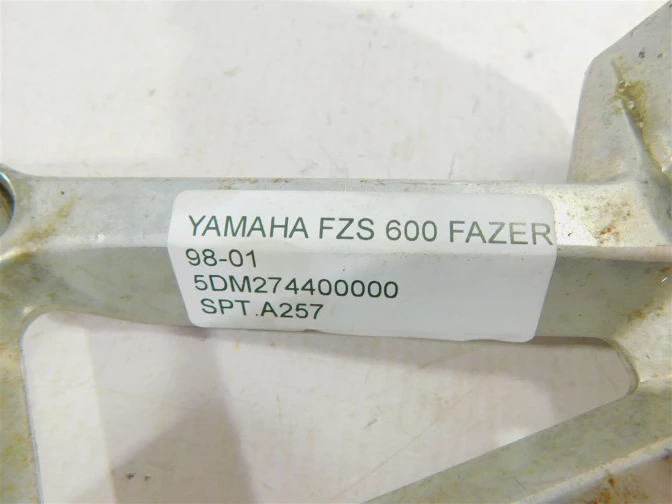 YAMAHA FZS 600 FAZER
98-01
5DM274400000
SPT.A257